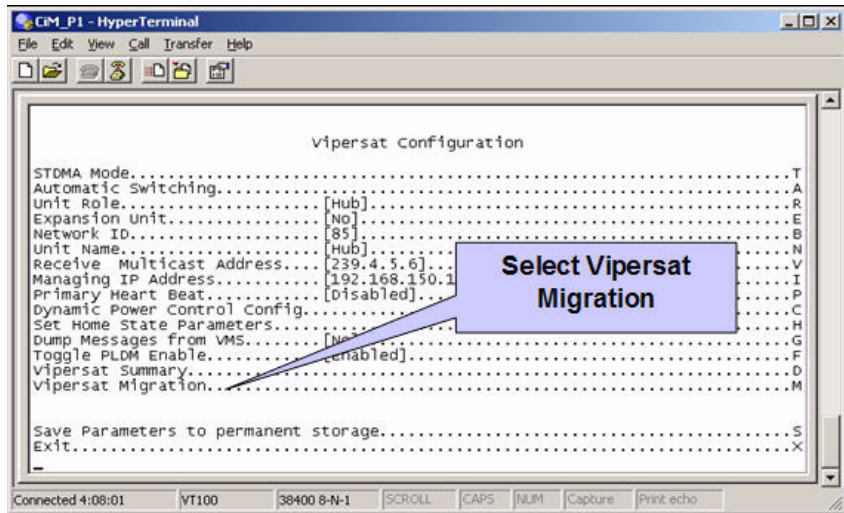 CiM_P1 - HyperTerminal
File Edit View Call Transfer Help
Vipersat Configuration
STDMA Mode..........................................................................T
Automatic Switching.................................................................A
Unit Role.......................[Hub]...............................................R
Expansion Unit..................[No]................................................E
Network ID......................[85]................................................B
Unit Name.......................[Hub]...............................................N
Receive  Multicast Address....[239.4.5.6]...........................................V
Managing IP Address.............[192.168.150.1 I
Primary Heart Beat..............[Disabled]..........................................P
Dynamic Power Control Config........................................................C
Set Home State Parameters...........................................................H
Dump Messages from VMS..........[No]................................................G
Toggle PLDM Enable..............[Enabled]...........................................F
Vipersat Summary....................................................................D
Vipersat Migration..................................................................M
Select Vipersat
Migration
Save Parameters to permanent storage................................................S
Exit................................................................................X
Connected 4:08:01 VT100 38400 8-N-1 SCROLL CAPS NUM Capture Print echo